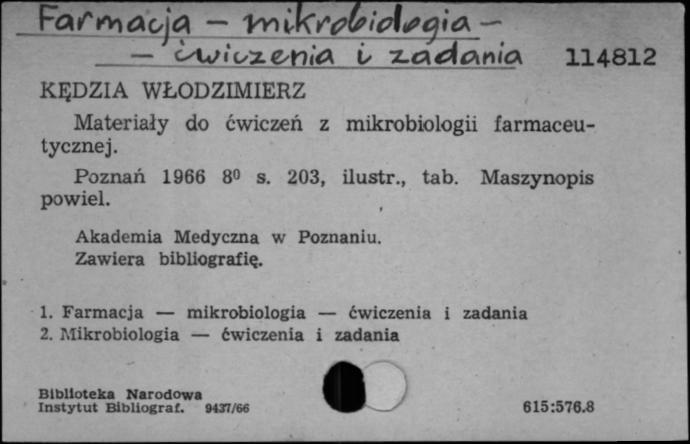 Farmacja – mikrobiologia –
– ćwiczenia i zadania 114812
KĘDZIA WŁODZIMIERZ
Materiały do ćwiczeń z mikrobiologii farmaceu-
tycznej.
Poznań 1966 8⁰ s. 203, ilustr., tab. Maszynopis
powiel.
Akademia Medyczna w Poznaniu.
Zawiera bibliografię.
1. Farmacja — mikrobiologia — ćwiczenia i zadania
2. Mikrobiologia — ćwiczenia i zadania
Biblioteka Narodowa
Instytut Bibliograf. 9437/66 615:576.8